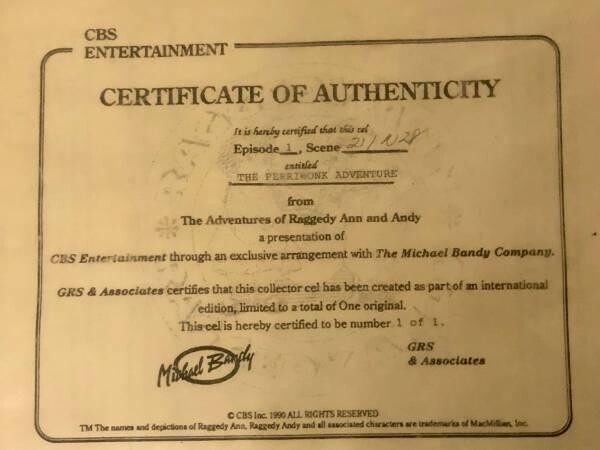 CBS
ENTERTAINMENT
CERTIFICATE OF AUTHENTICITY
It is hereby certified that this cel
Episode 1, Scene
entitled
THE PERRIWONK ADVENTURE
from
The Adventures of Raggedy Ann and Andy
a presentation of
CBS Entertainment through an exclusive arrangement with The Michael Bandy Company.
GRS & Associates certifies that this collector cel has been created as part of an international
edition, limited to a total of One original.
This cel is hereby certified to be number 1 of 1.
Michael Bandy
GRS
& Associates
© CBS Inc. 1990 ALL RIGHTS RESERVED
TM The names and depictions of Raggedy Ann, Raggedy Andy and all associated characters are trademarks of MacMillan, Inc.